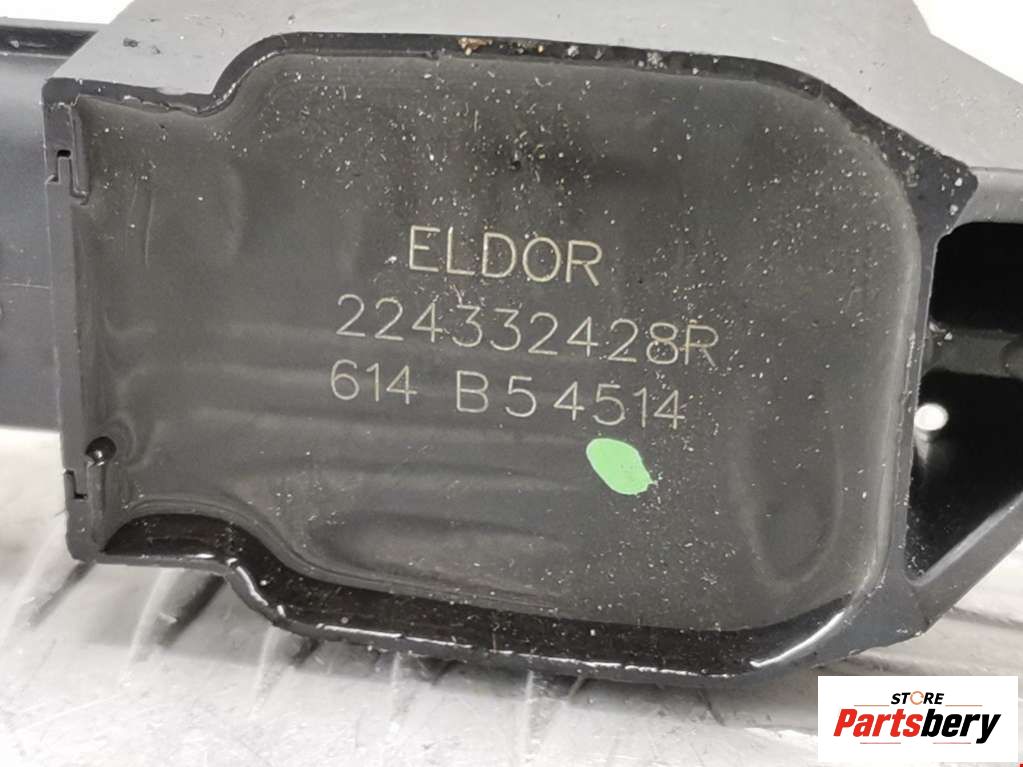 ELDOR
224332428R
614 B54514
STORE
Partsbery